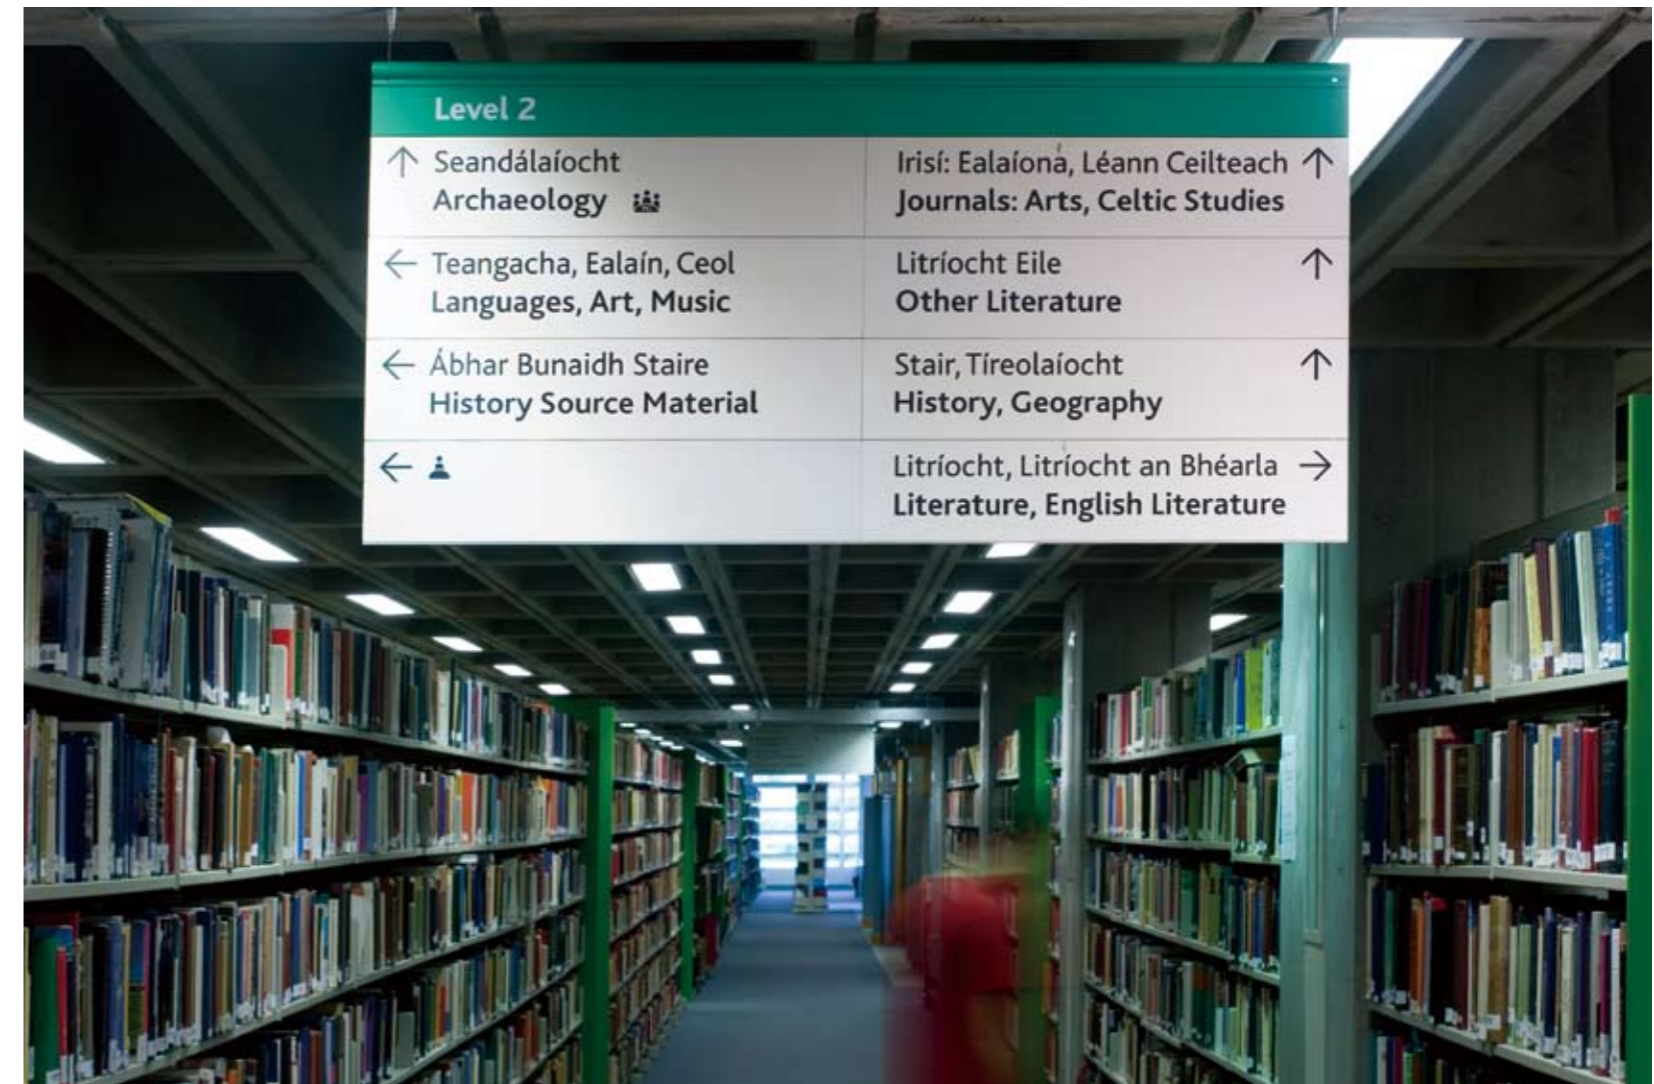 Level 2
Seandálaíocht
Archaeology
Teangacha, Ealaín, Ceol
Languages, Art, Music
Ábhar Bunaidh Staire
History Source Material
Irisí: Ealaíona, Léann Ceilteach
Journals: Arts, Celtic Studies
Litríocht Eile
Other Literature
Stair, Tíreolaíocht
History, Geography
Litríocht, Litríocht an Bhéarla
Literature, English Literature